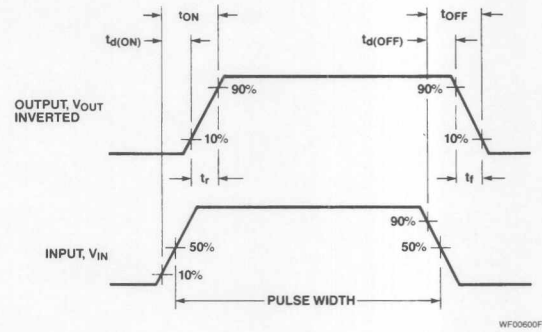 tON
tOFF
td(ON)
td(OFF)
OUTPUT, VOUT
INVERTED
90%
90%
10%
10%
tr
tf
INPUT, VIN
90%
50%
50%
10%
PULSE WIDTH
WF00600F